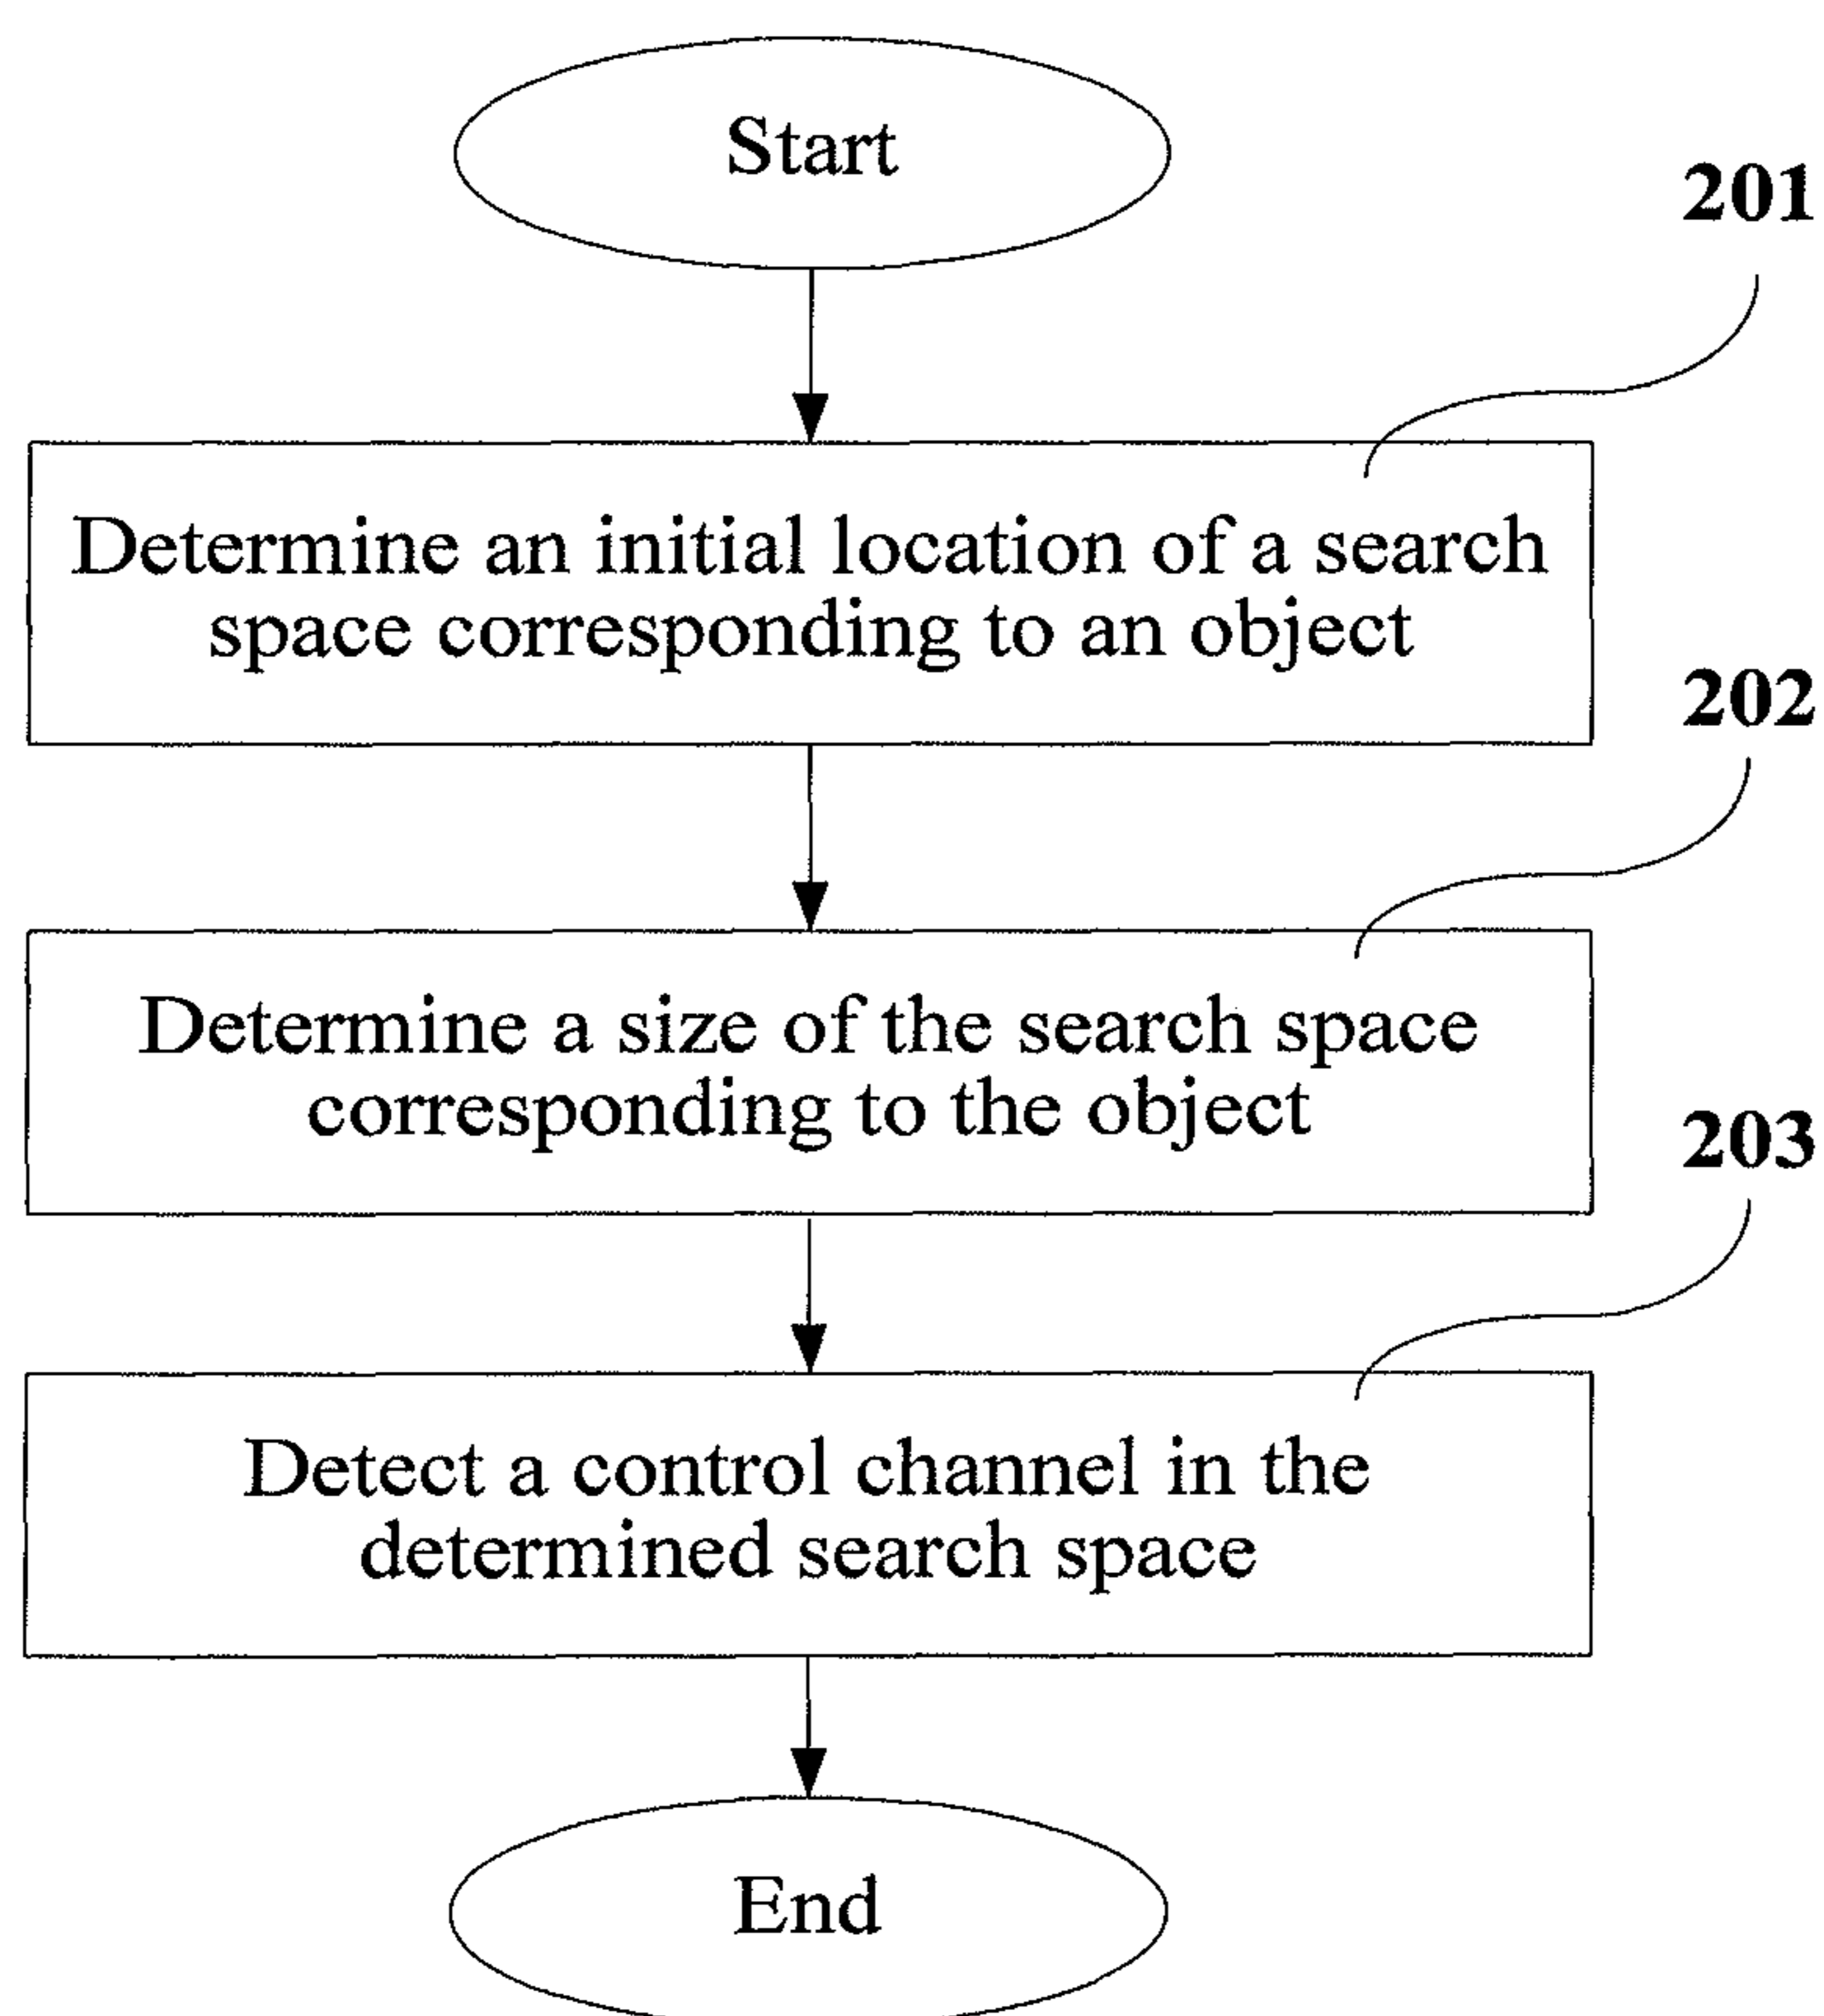 Start
201
Determine an initial location of a search
space corresponding to an object
202
Determine a size of the search space
corresponding to the object
203
Detect a control channel in the
determined search space
End